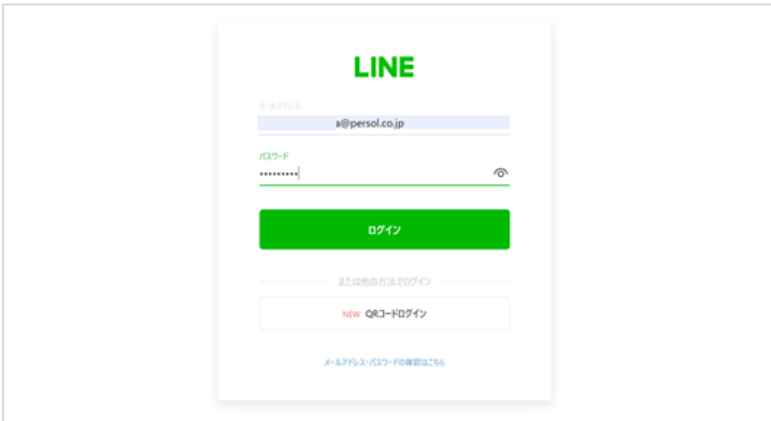 LINE
メールアドレス
a@persol.co.jp
パスワード
•••••••••
ログイン
または他の方法でログイン
NEW QRコードログイン
メールアドレス・パスワードの確認はこちら